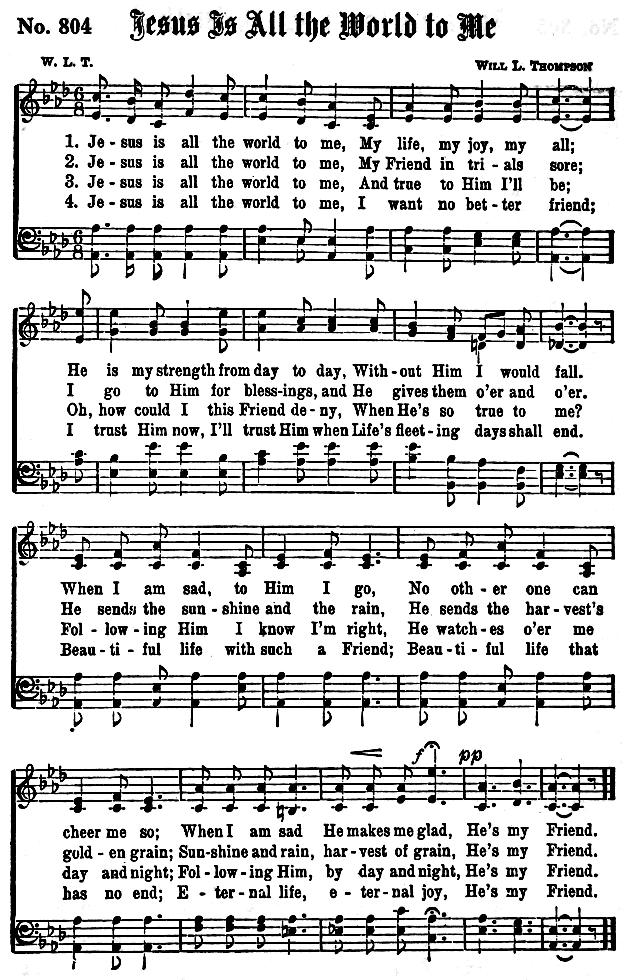 No. 804 Jesus Is All the World to Me
W. L. T. WILL L. THOMPSON
1. Je - sus is all the world to me, My life, my joy, my all;
2. Je - sus is all the world to me, My Friend in tri - als sore;
3. Je - sus is all the world to me, And true to Him I'll be;
4. Je - sus is all the world to me, I want no bet - ter friend;
He is my strength from day to day, With - out Him I would fall.
I go to Him for bless - ings, and He gives them o'er and o'er.
Oh, how could I this Friend de - ny, When He's so true to me?
I trust Him now, I'll trust Him when Life's fleet - ing days shall end.
When I am sad, to Him I go, No oth - er one can
He sends the sun - shine and the rain, He sends the har - vest's
Fol - low - ing Him I know I'm right, He watch - es o'er me
Beau - ti - ful life with such a Friend; Beau - ti - ful life that
f pp
cheer me so; When I am sad He makes me glad, He's my Friend.
gold - en grain; Sun - shine and rain, har - vest of grain, He's my Friend.
day and night; Fol - low - ing Him, by day and night, He's my Friend.
has no end; E - ter - nal life, e - ter - nal joy, He's my Friend.